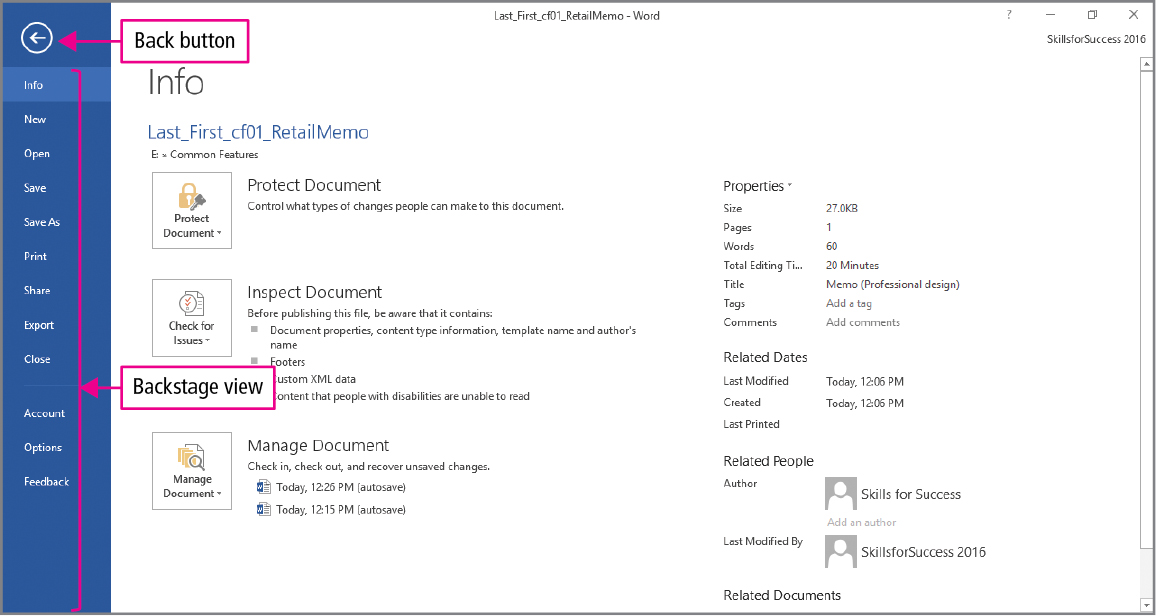 Last_First_cf01_RetailMemo - Word
?
SkillsforSuccess 2016
Back button
Info
New
Open
Save
Save As
Print
Share
Export
Close
Backstage view
Account
Options
Feedback
Info
Last_First_cf01_RetailMemo
E: » Common Features
Protect
Document
Protect Document
Control what types of changes people can make to this document.
Check for
Issues
Inspect Document
Before publishing this file, be aware that it contains:
Document properties, content type information, template name and author's
name
Footers
ustom XML data
ontent that people with disabilities are unable to read
Manage
Document
Manage Document
Check in, check out, and recover unsaved changes.
Today, 12:26 PM (autosave)
Today, 12:15 PM (autosave)
Properties
Size 27.0KB
Pages 1
Words 60
Total Editing Ti... 20 Minutes
Title Memo (Professional design)
Tags Add a tag
Comments Add comments
Related Dates
Last Modified Today, 12:06 PM
Created Today, 12:06 PM
Last Printed
Related People
Author Skills for Success
Add an author
Last Modified By SkillsforSuccess 2016
Related Documents